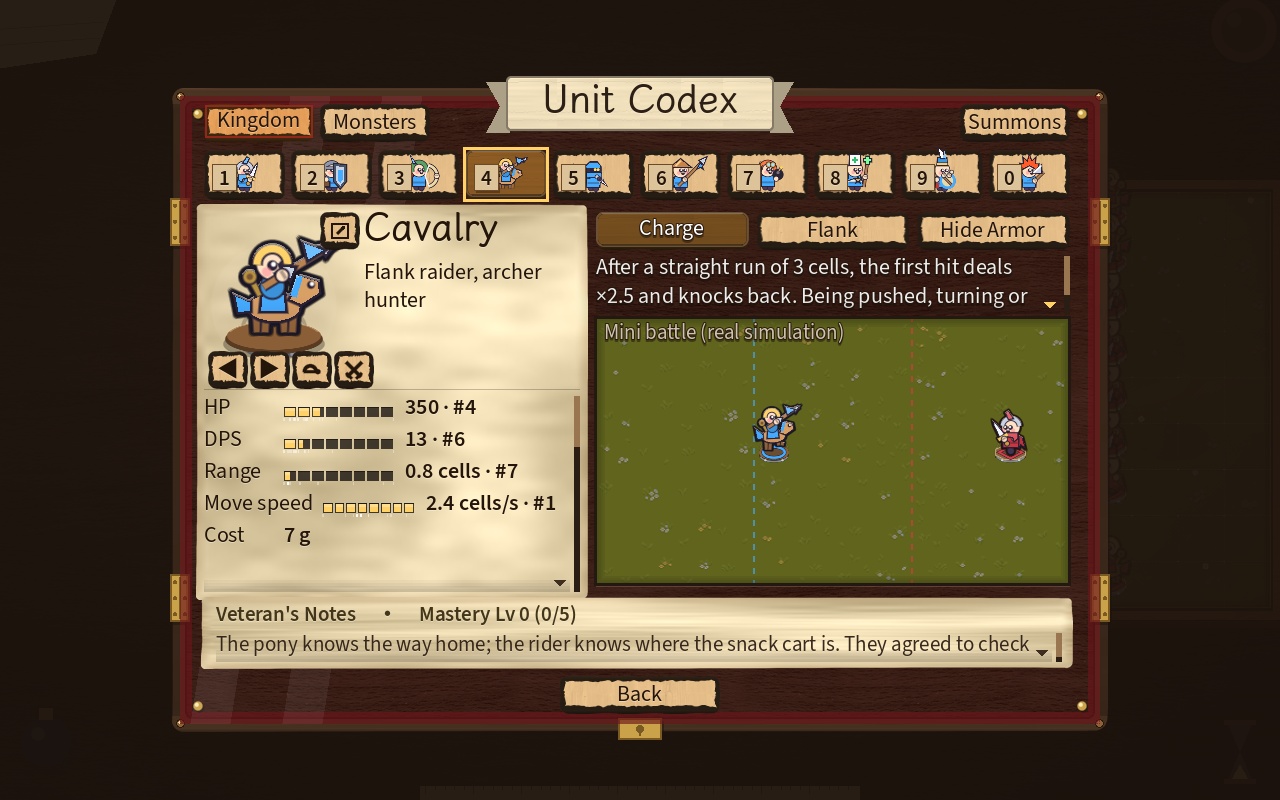 Unit Codex
Kingdom
Monsters
Summons
1
2
3
4
5
6
7
8
9
0
Cavalry
Flank raider, archer
hunter
HP 350 · #4
DPS 13 · #6
Range 0.8 cells · #7
Move speed 2.4 cells/s · #1
Cost 7 g
Charge
Flank
Hide Armor
After a straight run of 3 cells, the first hit deals
×2.5 and knocks back. Being pushed, turning or
Mini battle (real simulation)
Veteran's Notes • Mastery Lv 0 (0/5)
The pony knows the way home; the rider knows where the snack cart is. They agreed to check
Back